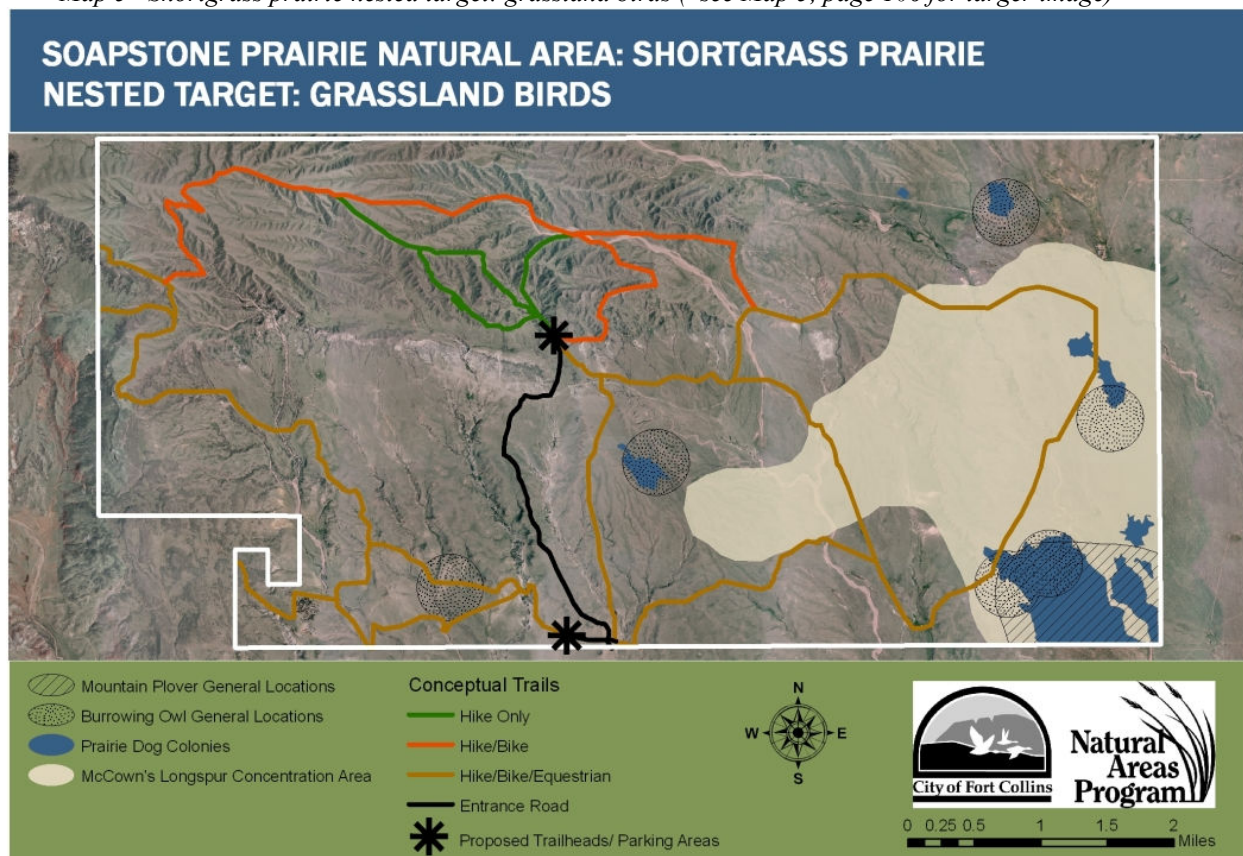 SOAPSTONE PRAIRIE NATURAL AREA: SHORTGRASS PRAIRIE
NESTED TARGET: GRASSLAND BIRDS
Mountain Plover General Locations
Burrowing Owl General Locations
Prairie Dog Colonies
McCown's Longspur Concentration Area
Conceptual Trails
Hike Only
Hike/Bike
Hike/Bike/Equestrian
Entrance Road
Proposed Trailheads/ Parking Areas
N
W E
S
City of Fort Collins
Natural
Areas
Program
0 0.25 0.5 1 1.5 2
Miles